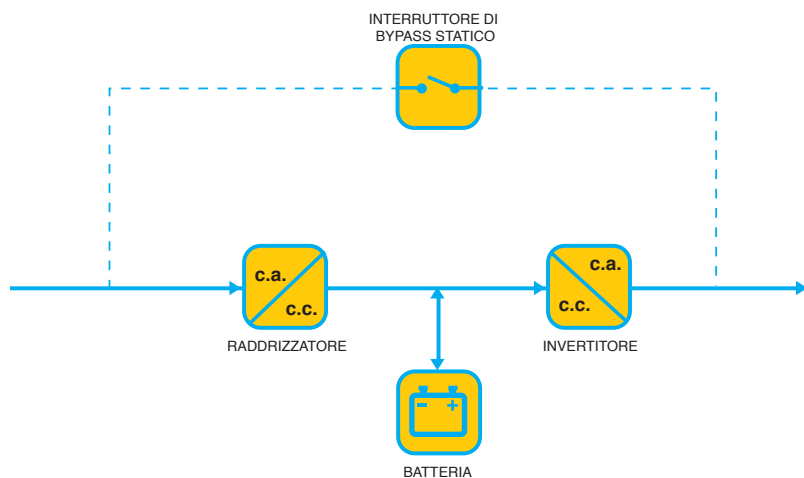 INTERRUTTORE DI
BYPASS STATICO
c.a.
c.c.
RADDRIZZATORE
c.a.
c.c.
INVERTITORE
BATTERIA